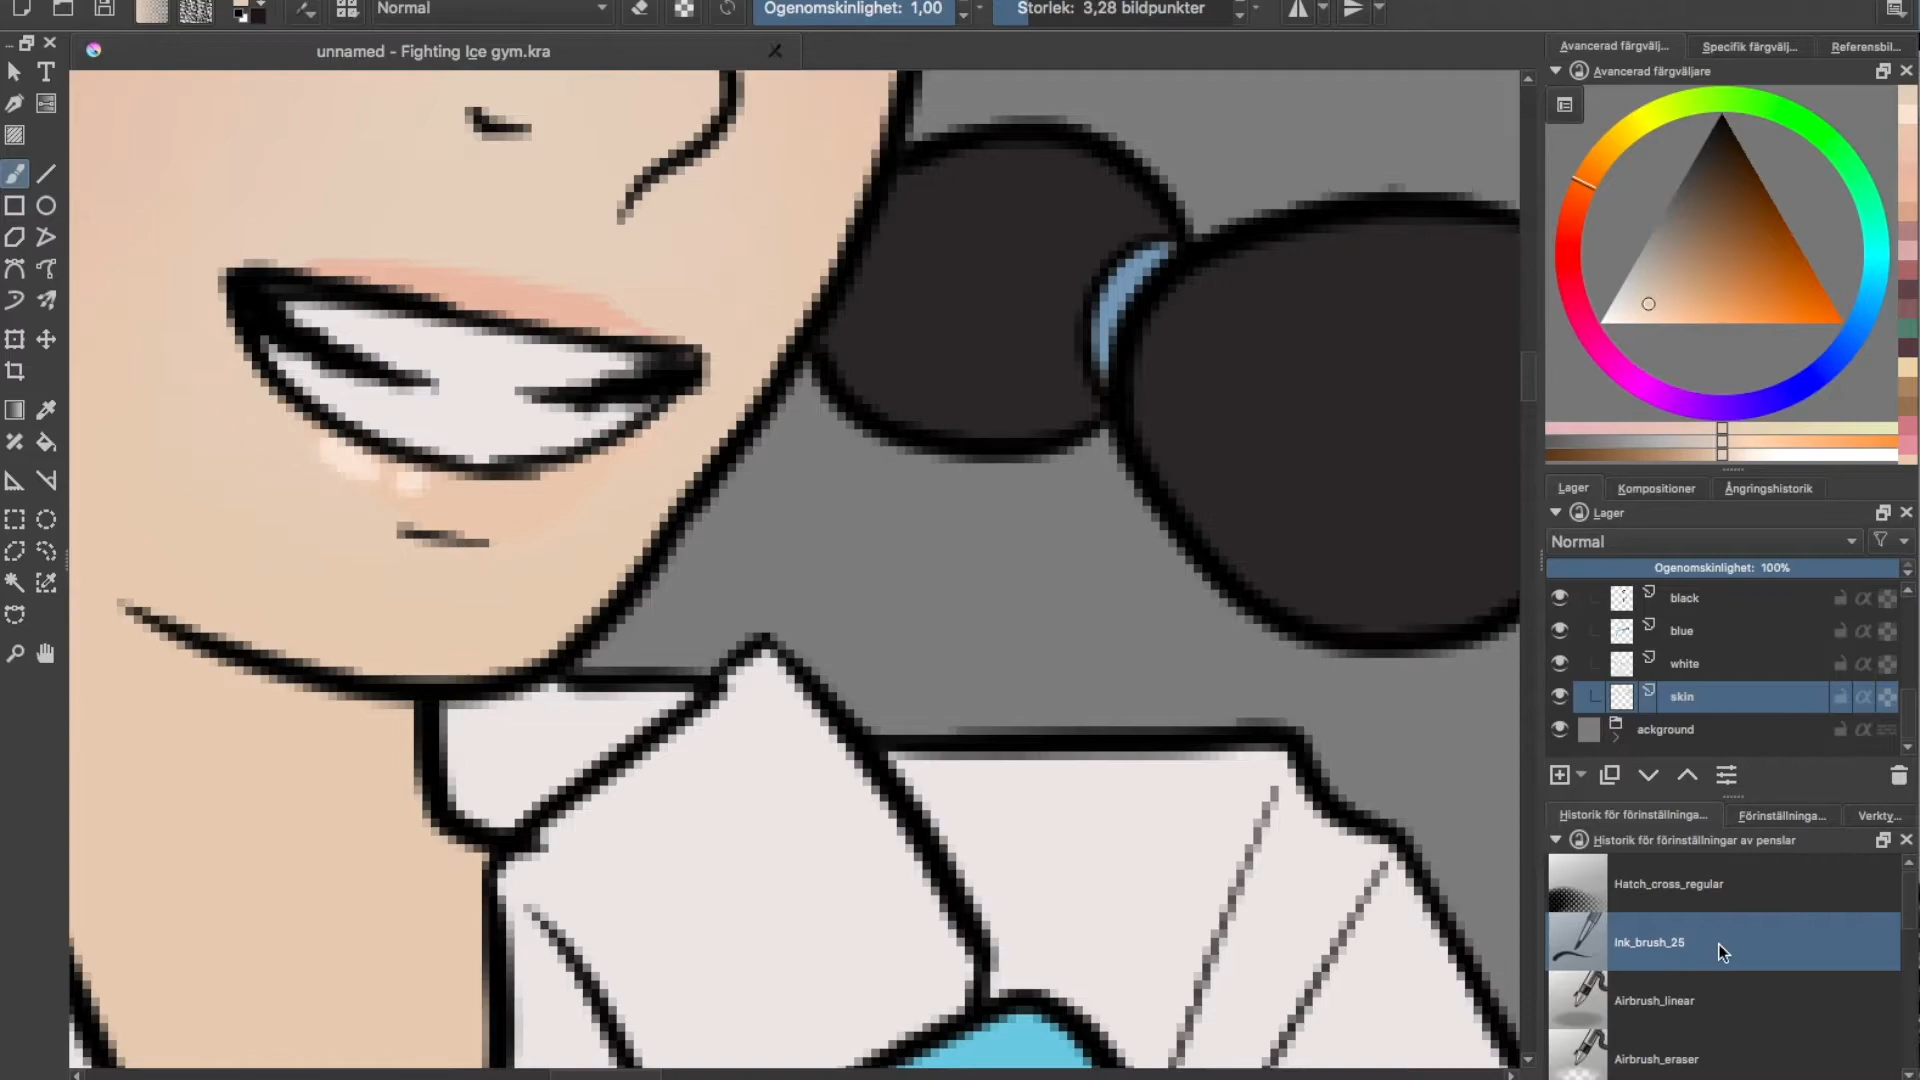 Normal
Ogenomskinlighet: 1,00
Storlek: 3,28 bildpunkter
unnamed - Fighting Ice gym.kra
Avancerad färgvälj...
Specifik färgvälj...
Referensbil...
Avancerad färgväljare
Lager
Kompositioner
Ångringshistorik
Lager
Normal
Ogenomskinlighet: 100%
black
blue
white
skin
ackground
Historik för förinställninga...
Förinställninga...
Verkty...
Historik för förinställningar av penslar
Hatch_cross_regular
Ink_brush_25
Airbrush_linear
Airbrush_eraser